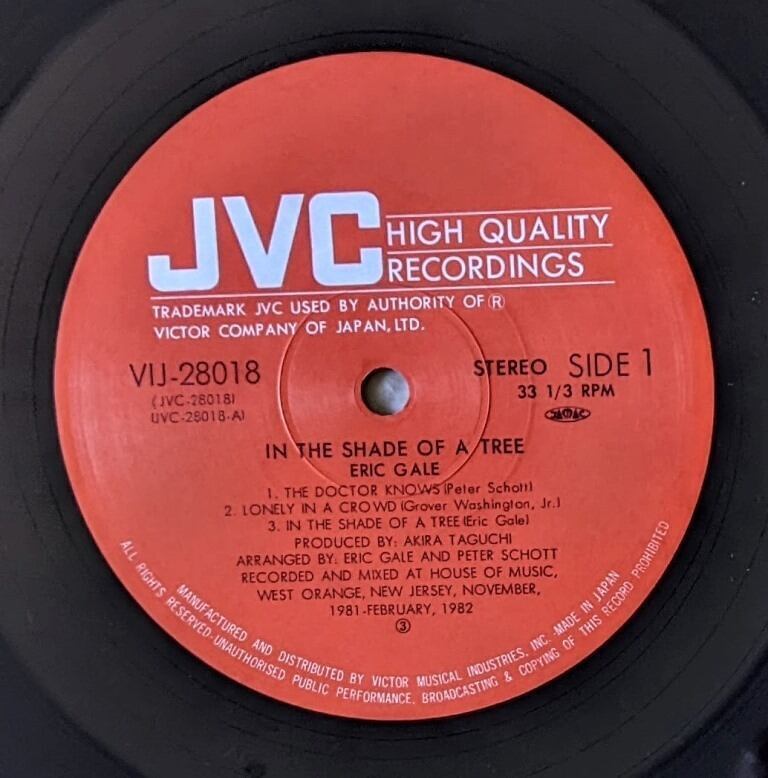 JVC HIGH QUALITY
RECORDINGS
TRADEMARK JVC USED BY AUTHORITY OF ®
VICTOR COMPANY OF JAPAN, LTD.
VIJ-28018
(JVC-28018)
(JVC-28018-A)
STEREO SIDE 1
33 1/3 RPM
JASRAC
IN THE SHADE OF A TREE
ERIC GALE
1. THE DOCTOR KNOWS (Peter Schott)
2. LONELY IN A CROWD (Grover Washington, Jr.)
3. IN THE SHADE OF A TREE (Eric Gale)
PRODUCED BY: AKIRA TAGUCHI
ARRANGED BY: ERIC GALE AND PETER SCHOTT
RECORDED AND MIXED AT HOUSE OF MUSIC,
WEST ORANGE, NEW JERSEY, NOVEMBER,
1981-FEBRUARY, 1982
③
MANUFACTURED AND DISTRIBUTED BY VICTOR MUSICAL INDUSTRIES, INC. MADE IN JAPAN
ALL RIGHTS RESERVED-UNAUTHORISED PUBLIC PERFORMANCE, BROADCASTING & COPYING OF THIS RECORD PROHIBITED